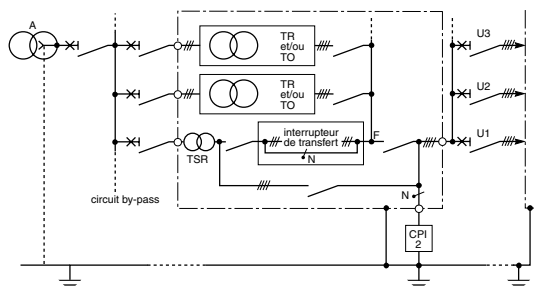 A
TR
et/ou
TO
U3
TR
et/ou
TO
U2
interrupteur
de transfert
N
F
U1
TSR
circuit by-pass
N
CPI
2